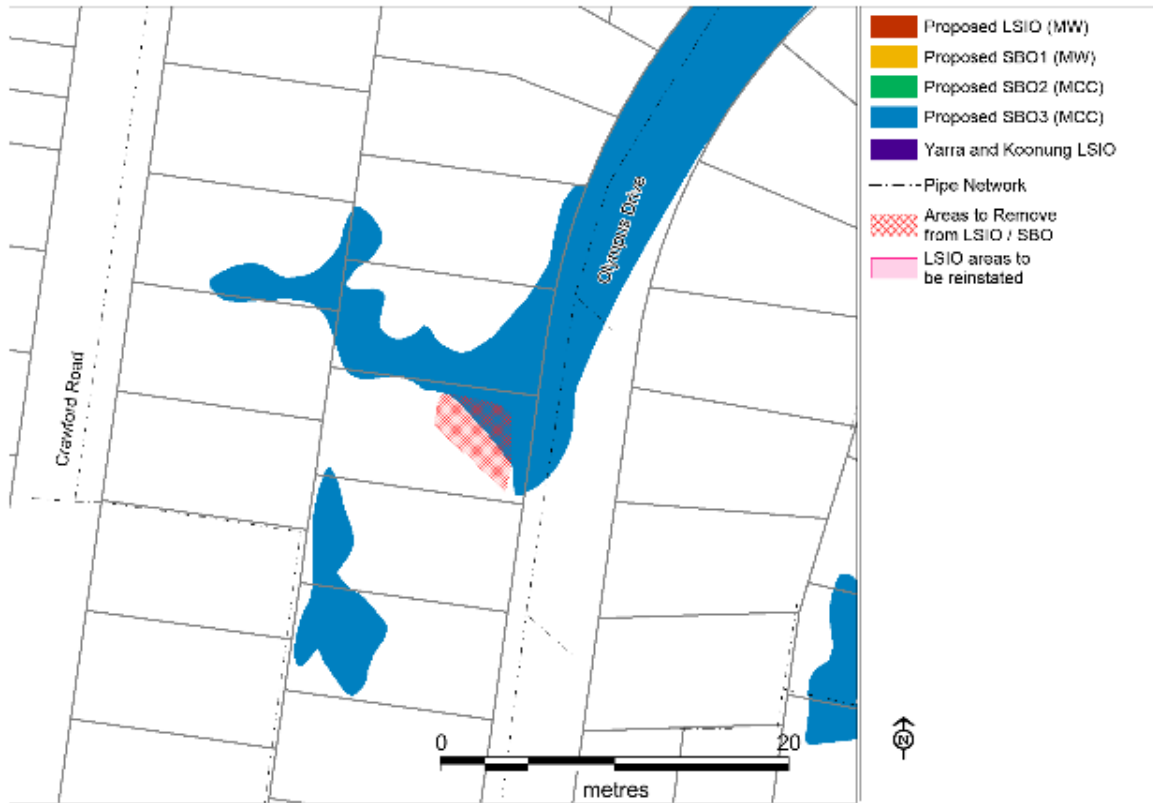 Proposed LSIO (MW)
Proposed SBO1 (MW)
Proposed SBO2 (MCC)
Proposed SBO3 (MCC)
Yarra and Koonung LSIO
Pipe Network
Areas to Remove
from LSIO / SBO
LSIO areas to
be reinstated
Olympus Drive
Crawford Road
N
0 20
metres